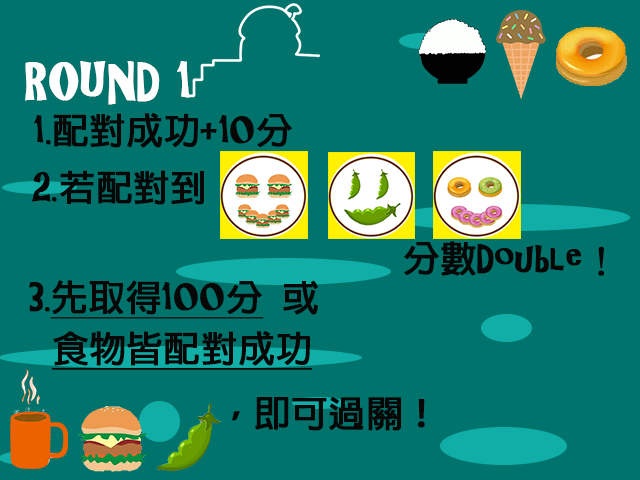 ROUND 1
1.配對成功+10分
2.若配對到
分數Double！
3.先取得100分 或
食物皆配對成功
，即可過關！